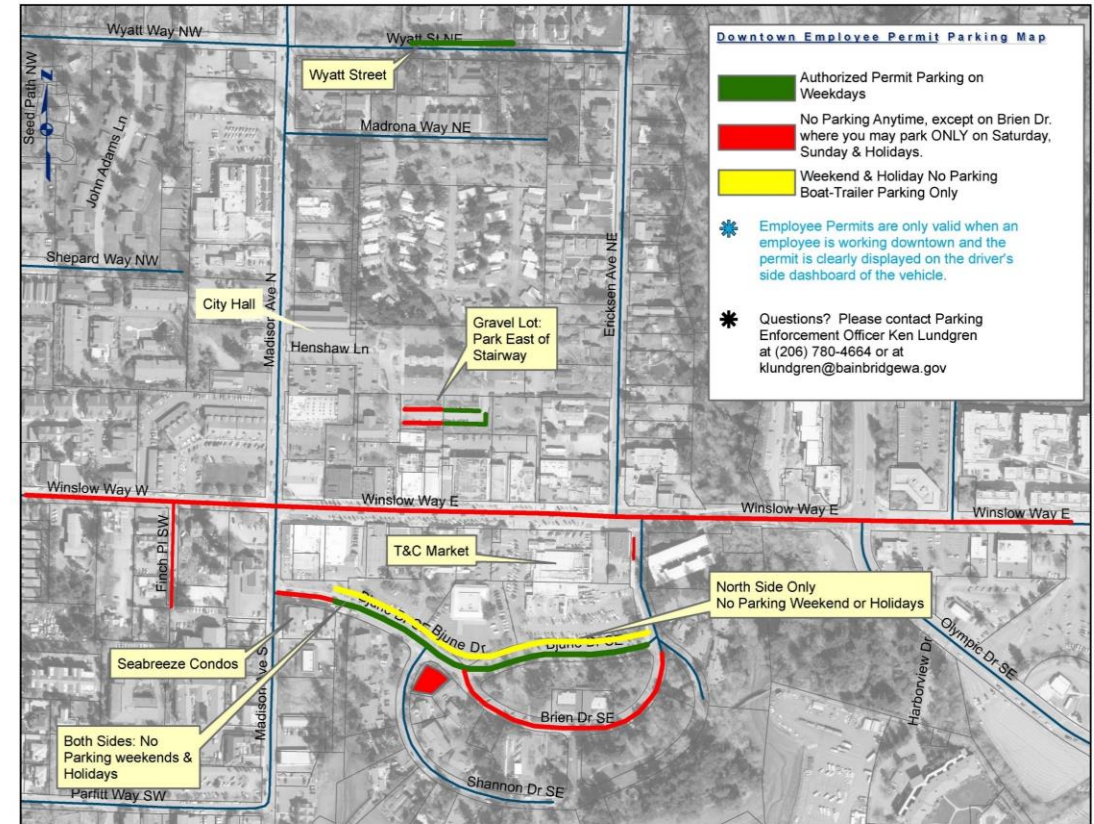 Wyatt Way NW
Wyatt St NE
Wyatt Street
Seed Path NW
John Adams Ln
Madrona Way NE
Shepard Way NW
City Hall
Madison Ave N
Henshaw Ln
Gravel Lot:
Park East of
Stairway
Ericksen Ave NE
Downtown Employee Permit Parking Map
Authorized Permit Parking on
Weekdays
No Parking Anytime, except on Brien Dr.
where you may park ONLY on Saturday,
Sunday & Holidays.
Weekend & Holiday No Parking
Boat-Trailer Parking Only
Employee Permits are only valid when an
employee is working downtown and the
permit is clearly displayed on the driver's
side dashboard of the vehicle.
Questions? Please contact Parking
Enforcement Officer Ken Lundgren
at (206) 780-4664 or at
klundgren@bainbridgewa.gov
Winslow Way W
Winslow Way E
Winslow Way E
Winslow Way E
Finch Pl SW
T&C Market
North Side Only
No Parking Weekend or Holidays
Bjune Dr SE
Bjune Dr
Bjune Dr SE
Seabreeze Condos
Madison Ave S
Both Sides: No
Parking weekends &
Holidays
Brien Dr SE
Shannon Dr SE
Harborview Dr
Olympic Dr SE
Parfitt Way SW